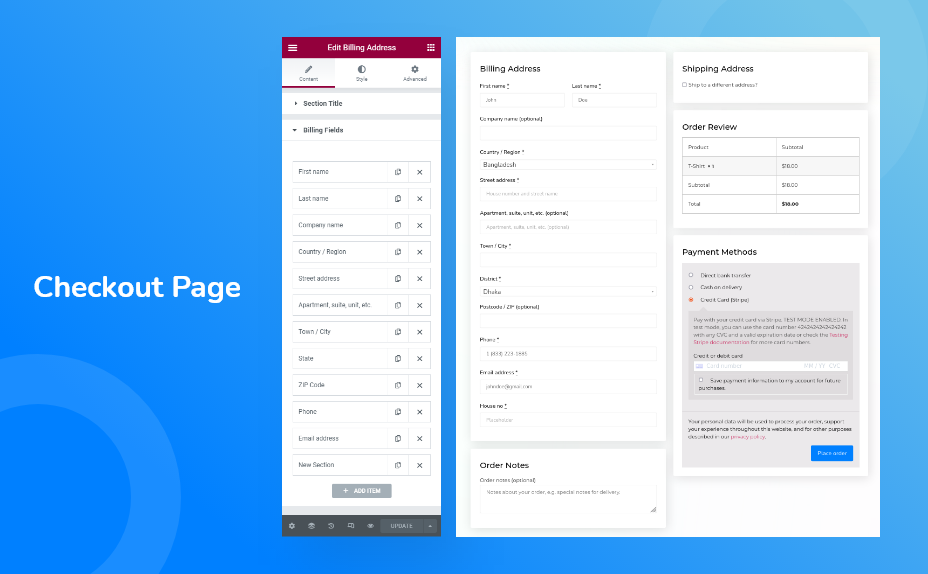 Checkout Page
Edit Billing Address
Content
Style
Advanced
Section Title
Billing Fields
First name
Last name
Company name
Country / Region
Street address
Apartment, suite, unit, etc.
Town / City
State
ZIP Code
Phone
Email address
New Section
+ ADD ITEM
UPDATE
Billing Address
First name *
Last name *
John
Doe
Company name (optional)
Country / Region *
Bangladesh
Street address *
House number and street name
Apartment, suite, unit, etc. (optional)
Apartment, suite, unit, etc. (optional)
Town / City *
District *
Dhaka
Postcode / ZIP (optional)
Phone *
1 (833) 223-0885
Email address *
johndoe@gmail.com
House no *
Placeholder
Order Notes
Order notes (optional)
Notes about your order, e.g. special notes for delivery.
Shipping Address
Ship to a different address?
Order Review
Product
Subtotal
T-Shirt × 1
$18.00
Subtotal
$18.00
Total
$18.00
Payment Methods
Direct bank transfer
Cash on delivery
Credit Card (Stripe)
Pay with your credit card via Stripe. TEST MODE ENABLED. In
test mode, you can use the card number 4242424242424242
with any CVC and a valid expiration date or check the Testing
Stripe documentation for more card numbers.
Credit or debit card
Card number
MM / YY CVC
Save payment information to my account for future
purchases.
Your personal data will be used to process your order, support
your experience throughout this website, and for other purposes
described in our privacy policy.
Place order